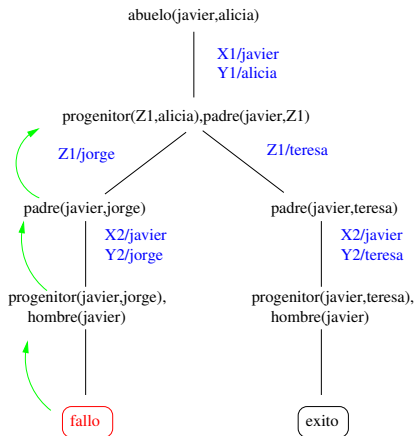 abuelo(javier,alicia)
X1/javier
Y1/alicia
progenitor(Z1,alicia),padre(javier,Z1)
Z1/jorge
Z1/teresa
padre(javier,jorge)
padre(javier,teresa)
X2/javier
Y2/jorge
X2/javier
Y2/teresa
progenitor(javier,jorge),
hombre(javier)
progenitor(javier,teresa),
hombre(javier)
fallo
exito